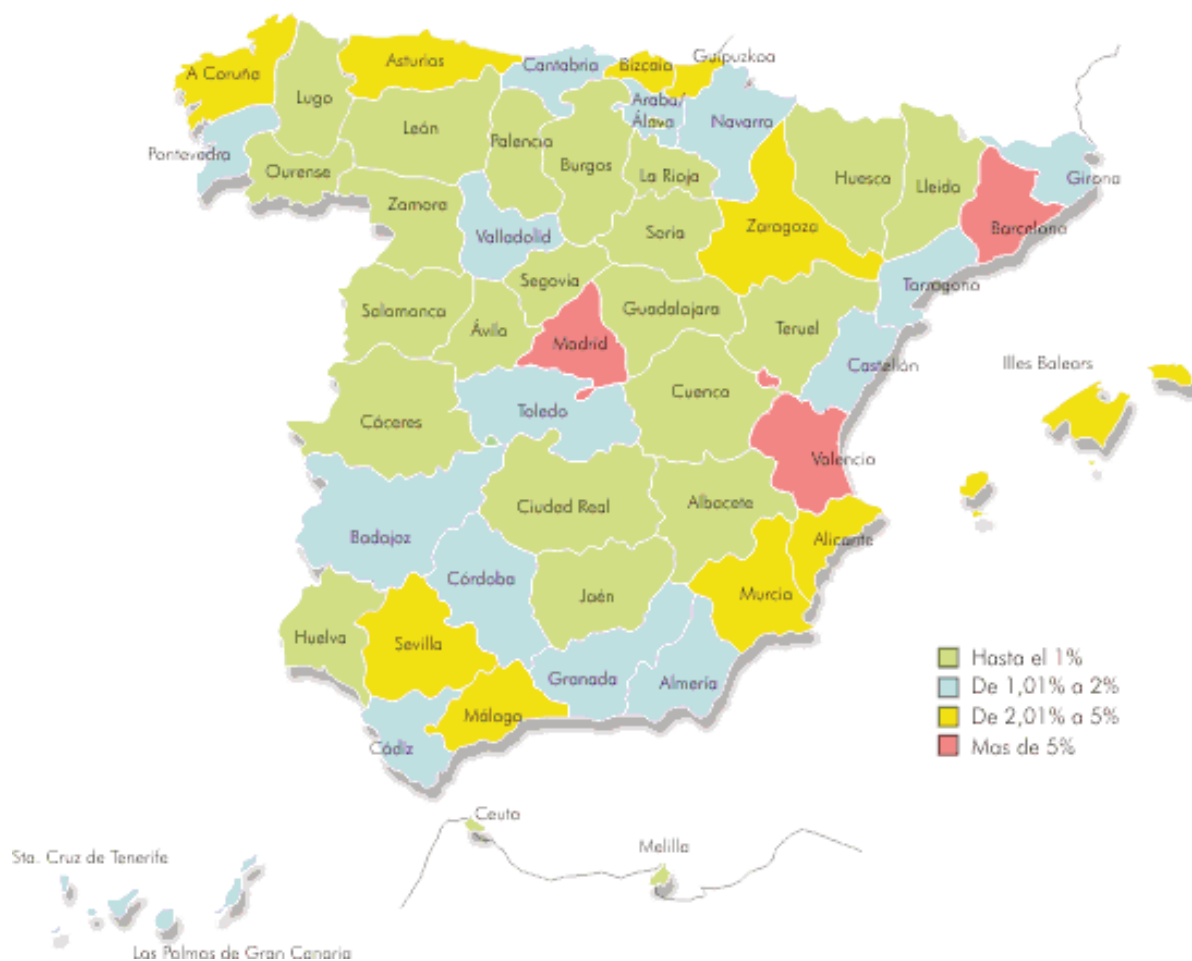 Guipuzkoa
Asturias
Cantabria
Bizcaia
A Coruña
Lugo
León
Palencia
Burgos
Araba/
Álava
Navarra
Pontevedra
Ourense
La Rioja
Huesca
Lleida
Girona
Zamora
Valladolid
Soria
Zaragoza
Barcelona
Segovia
Tarragona
Salamanca
Ávila
Madrid
Guadalajara
Teruel
Castellón
Illes Balears
Cáceres
Toledo
Cuenca
Valencia
Ciudad Real
Albacete
Badajoz
Alicante
Córdoba
Jaén
Murcia
Huelva
Sevilla
Granada
Almería
Málaga
Cádiz
Hasta el 1%
De 1,01% a 2%
De 2,01% a 5%
Mas de 5%
Ceuta
Melilla
Sta. Cruz de Tenerife
Las Palmas de Gran Canaria